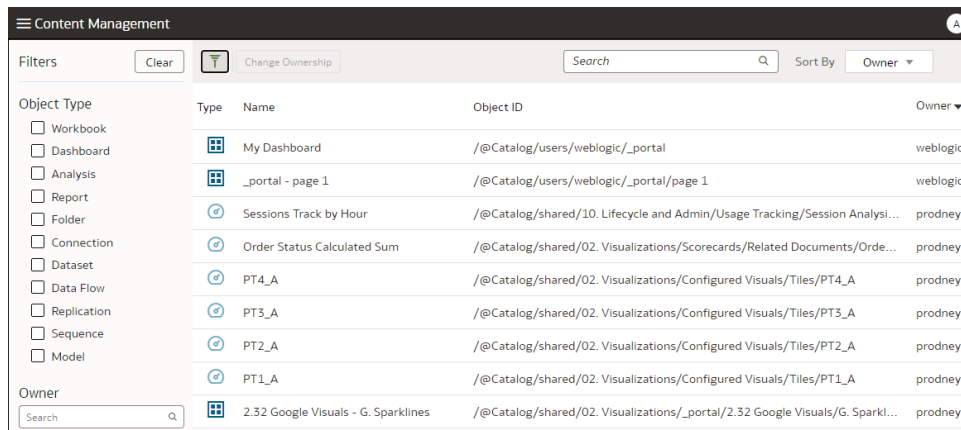 Content Management
A
Filters
Clear
Change Ownership
Search
Sort By
Owner
Object Type
Workbook
Dashboard
Analysis
Report
Folder
Connection
Dataset
Data Flow
Replication
Sequence
Model
Owner
Search
Type Name Object ID Owner
My Dashboard /@Catalog/users/weblogic/_portal weblogic
_portal - page 1 /@Catalog/users/weblogic/_portal/page 1 weblogic
Sessions Track by Hour /@Catalog/shared/10. Lifecycle and Admin/Usage Tracking/Session Analysi... prodney
Order Status Calculated Sum /@Catalog/shared/02. Visualizations/Scorecards/Related Documents/Orde... prodney
PT4_A /@Catalog/shared/02. Visualizations/Configured Visuals/Tiles/PT4_A prodney
PT3_A /@Catalog/shared/02. Visualizations/Configured Visuals/Tiles/PT3_A prodney
PT2_A /@Catalog/shared/02. Visualizations/Configured Visuals/Tiles/PT2_A prodney
PT1_A /@Catalog/shared/02. Visualizations/Configured Visuals/Tiles/PT1_A prodney
2.32 Google Visuals - G. Sparklines /@Catalog/shared/02. Visualizations/_portal/2.32 Google Visuals/G. Sparkl... prodney